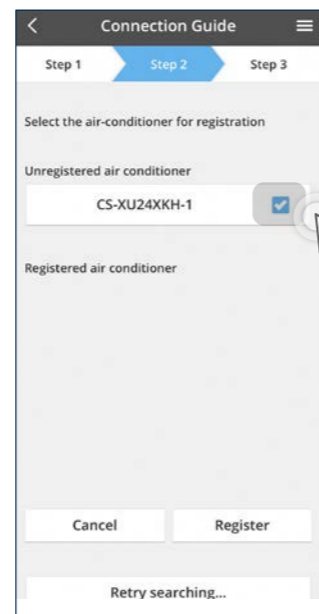 Connection Guide
Step 1 Step 2 Step 3
Select the air-conditioner for registration
Unregistered air conditioner
CS-XU24XKH-1
Registered air conditioner
Cancel Register
Retry searching...